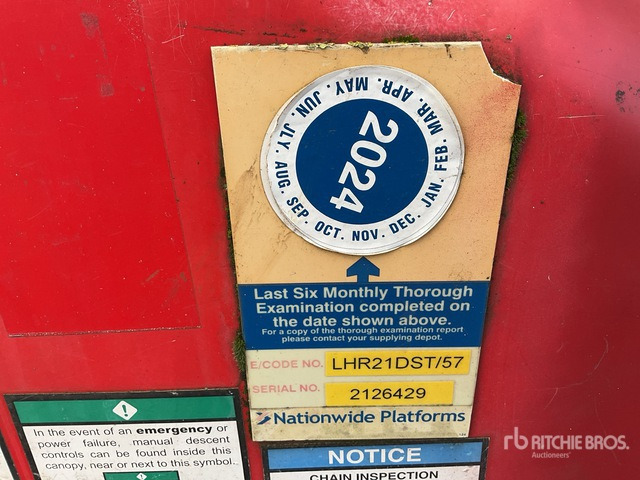 JAN. FEB. MAR. APR. MAY. JUN. JLY. AUG. SEP. OCT. NOV. DEC.
2024
Last Six Monthly Thorough
Examination completed on
the date shown above.
For a copy of the thorough examination report
please contact your supplying depot.
E/CODE NO. LHR21DST/57
SERIAL NO. 2126429
Nationwide Platforms
In the event of an emergency or
power failure, manual descent
controls can be found inside this
canopy, near or next to this symbol.
NOTICE
CHAIN INSPECTION
rb RITCHIE BROS.
Auctioneers